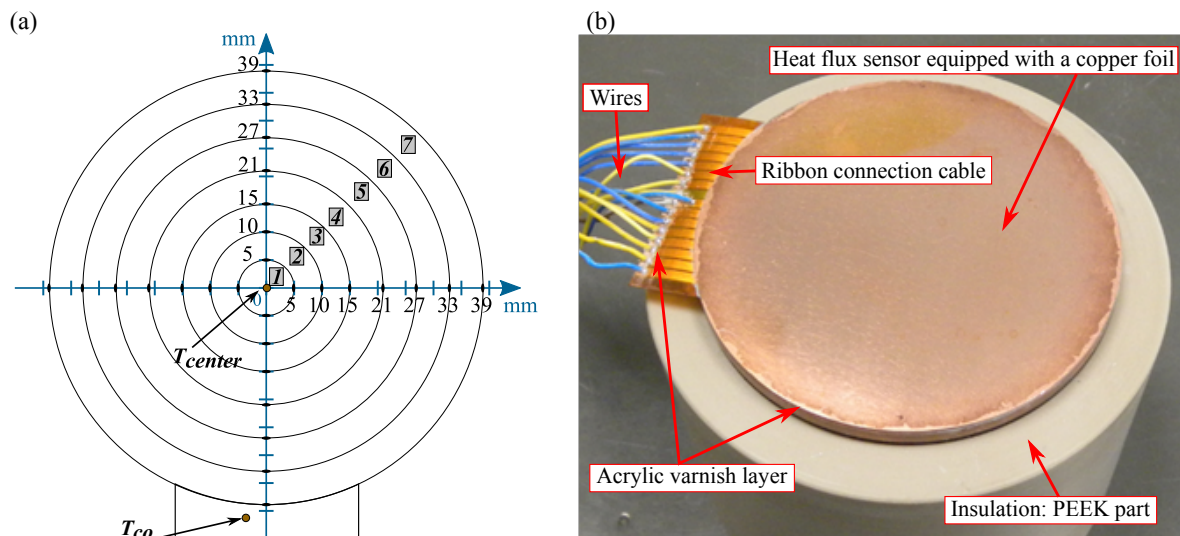 (a)
mm
39
33
27
21
15
10
5
0
5 10 15 21 27 33 39
mm
1
2
3
4
5
6
7
Tcenter
Tco
(b)
Heat flux sensor equipped with a copper foil
Wires
Ribbon connection cable
Acrylic varnish layer
Insulation: PEEK part